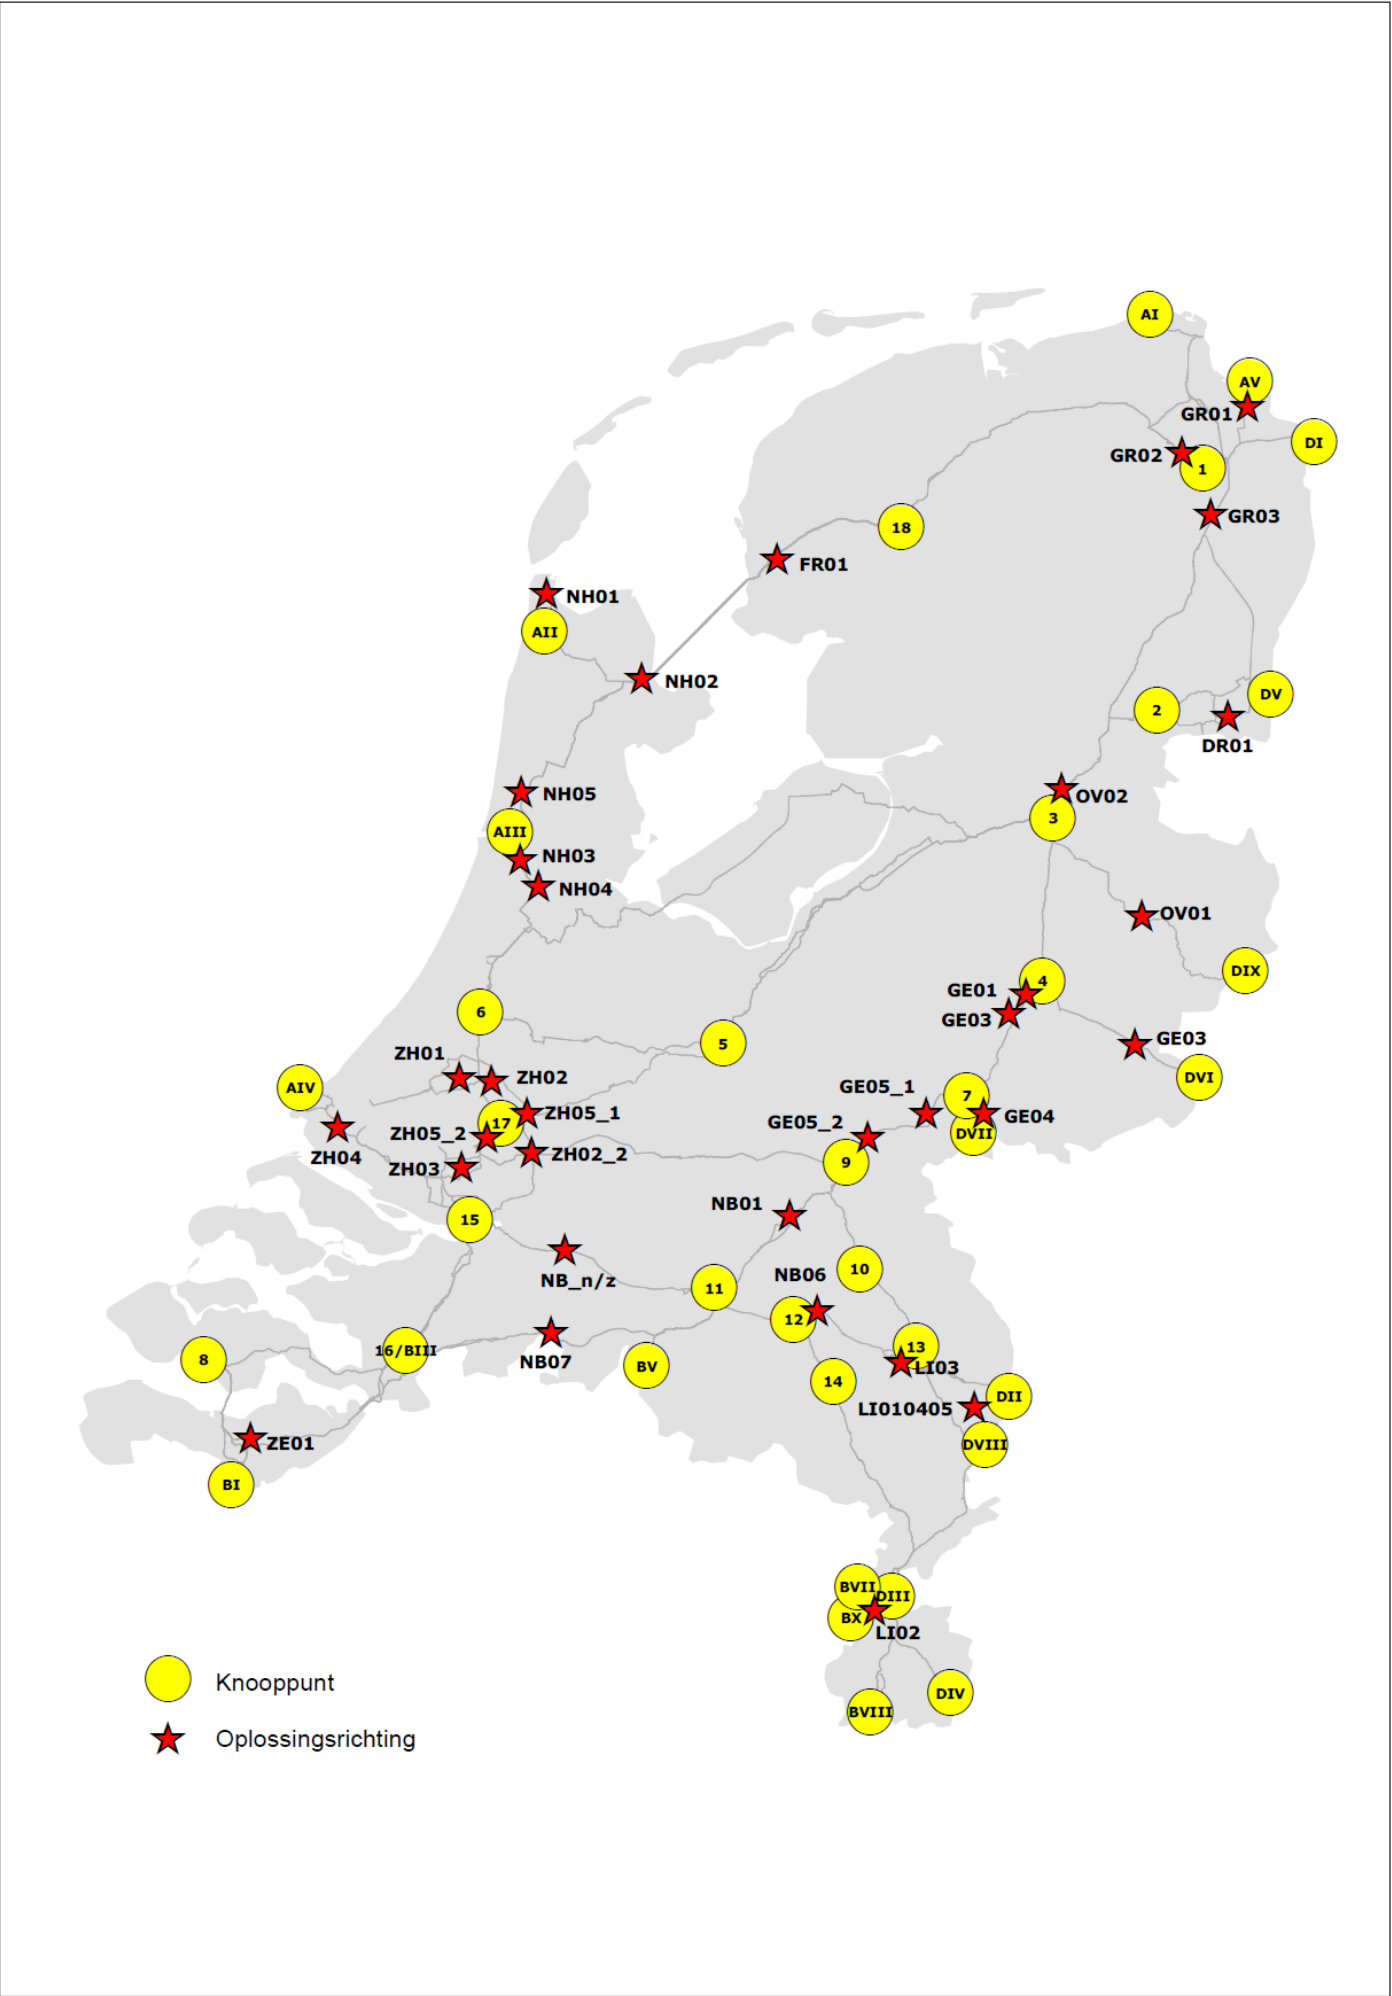 AI
AV
GR01
DI
GR02
1
GR03
18
FR01
NH01
AII
NH02
DV
2
DR01
NH05
OV02
3
AIII
NH03
NH04
OV01
DIX
4
GE01
GE03
6
5
GE03
ZH01
ZH02
DVI
AIV
GE05_1
7
ZH05_1
GE04
17
GE05_2
ZH05_2
DVII
ZH04
ZH02_2
ZH03
9
NB01
15
10
NB_n/z
NB06
11
12
13
16/BIII
8
NB07
BV
LI03
14
DII
LI010405
ZE01
DVIII
BI
BVII
DIII
BX
LI02
DIV
BVIII
Knooppunt
Oplossingsrichting